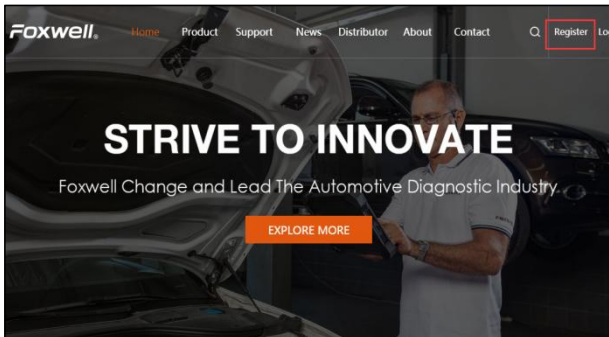 FOXWELL®
Home Product Support News Distributor About Contact Register Lo
STRIVE TO INNOVATE
Foxwell Change and Lead The Automotive Diagnostic Industry.
EXPLORE MORE